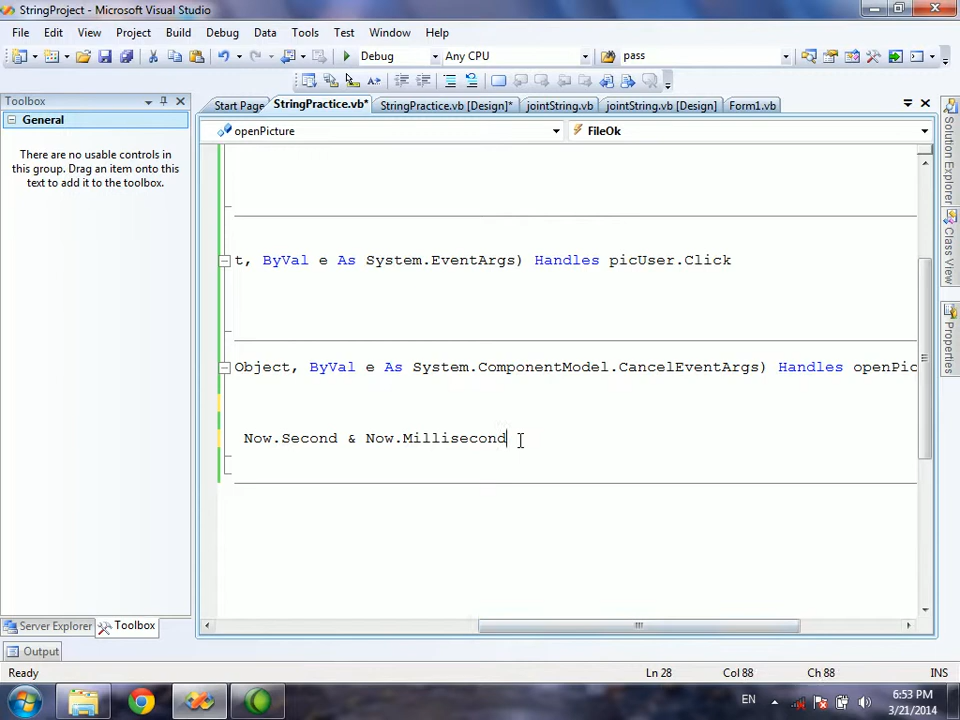 StringProject - Microsoft Visual Studio
File Edit View Project Build Debug Data Tools Test Window Help
Debug Any CPU pass
Toolbox
Start Page StringPractice.vb* StringPractice.vb [Design]* jointString.vb jointString.vb [Design] Form1.vb
General
openPicture FileOk
There are no usable controls in
this group. Drag an item onto this
text to add it to the toolbox.
t, ByVal e As System.EventArgs) Handles picUser.Click
Object, ByVal e As System.ComponentModel.CancelEventArgs) Handles openPic
Now.Second & Now.Millisecond
Solution Explorer
Class View
Properties
Server Explorer Toolbox
Output
Ready Ln 28 Col 88 Ch 88 INS
EN 6:53 PM
3/21/2014